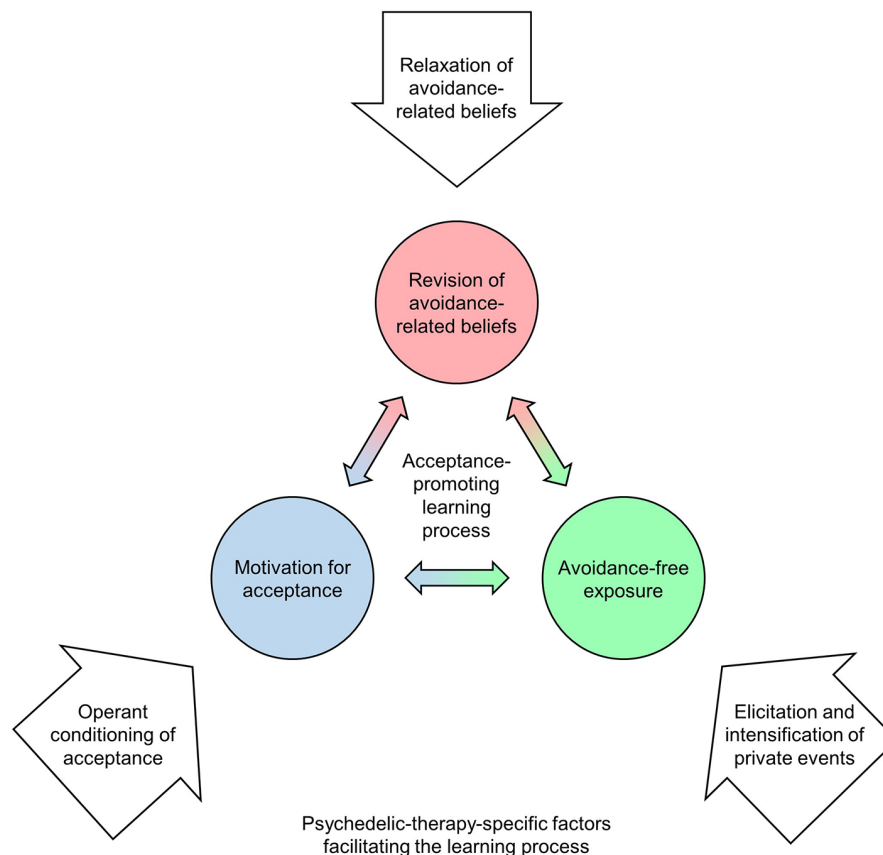 Relaxation of
avoidance-
related beliefs
Revision of
avoidance-
related beliefs
Acceptance-
promoting
learning
process
Motivation for
acceptance
Avoidance-free
exposure
Operant
conditioning of
acceptance
Elicitation and
intensification of
private events
Psychedelic-therapy-specific factors
facilitating the learning process